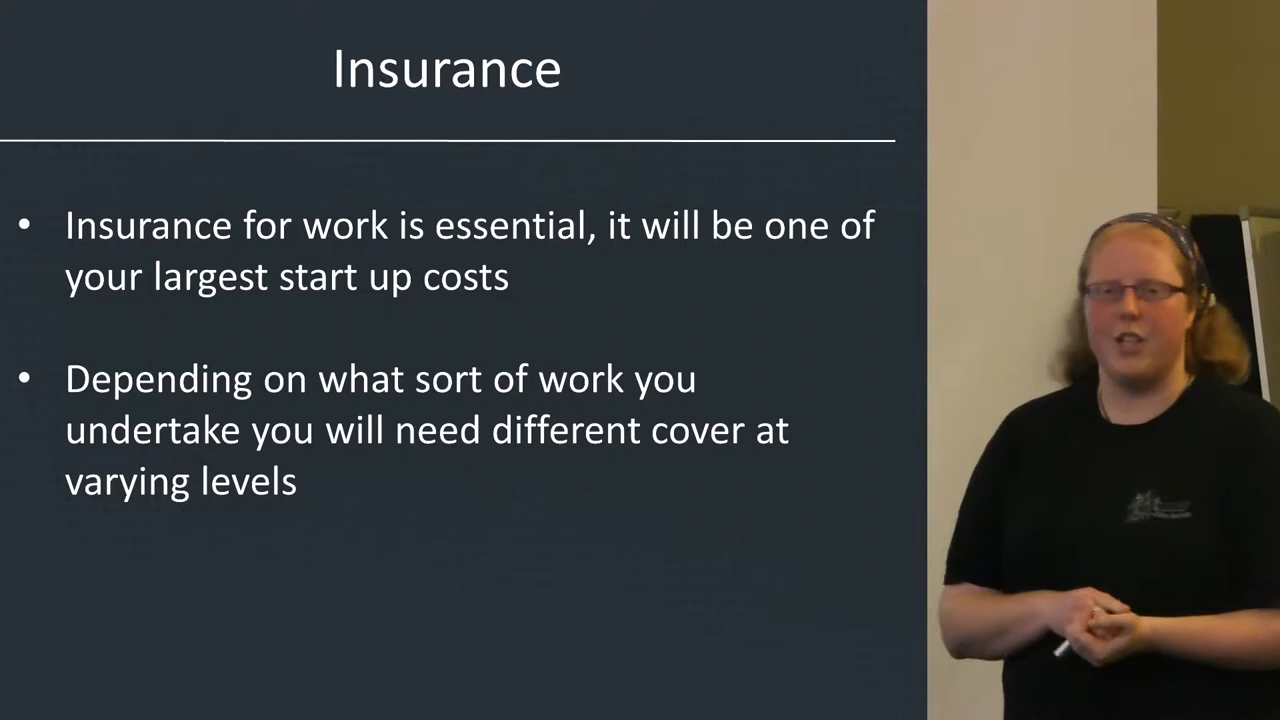 Insurance
• Insurance for work is essential, it will be one of
your largest start up costs
• Depending on what sort of work you
undertake you will need different cover at
varying levels